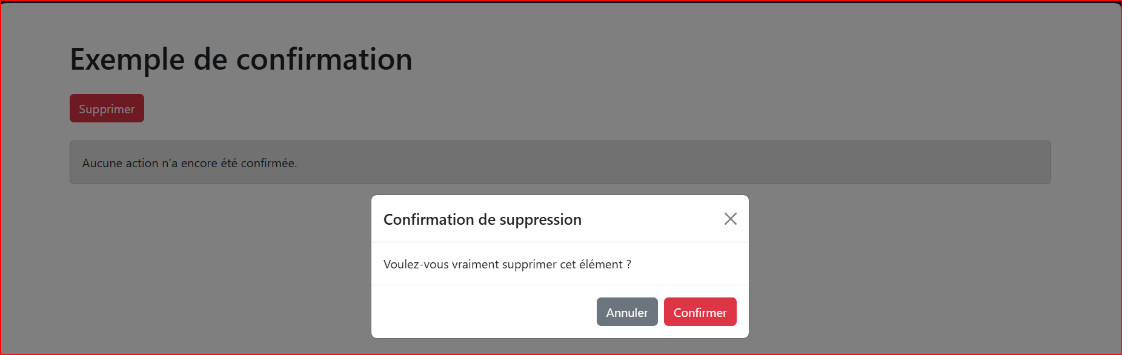 Exemple de confirmation
Supprimer
Aucune action n'a encore été confirmée.
Confirmation de suppression
Voulez-vous vraiment supprimer cet élément ?
Annuler
Confirmer